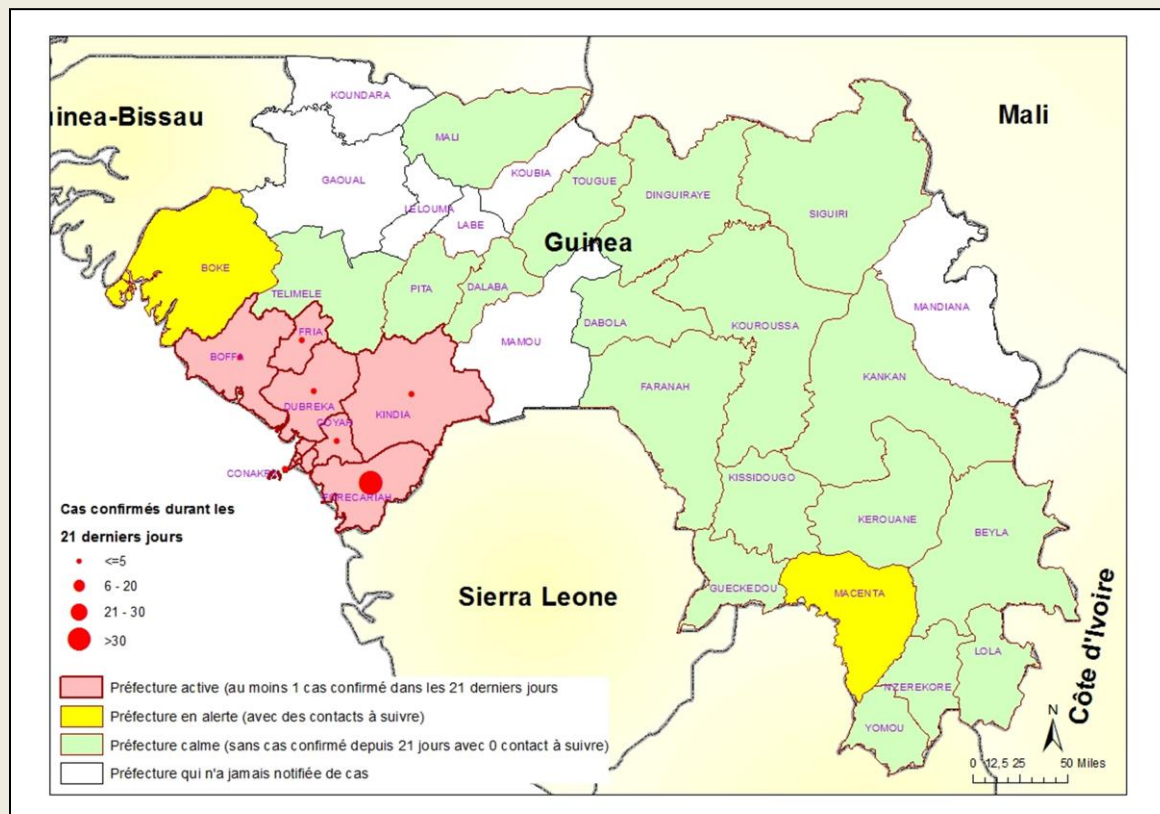 KOUNDARA
uinea-Bissau
Mali
MALI
KOUBIA
GAOUAL
TOUGUE
DINGUIRAYE
LELOUMA
LABE
SIGUIRI
Guinea
BOKE
TELIMELE
PITA
DALABA
MANDIANA
DABOLA
KOUROUSSA
FRIA
MAMOU
BOFFA
KANKAN
FARANAH
DUBREKA
KINDIA
COYAH
CONAKRY
KISSIDOUGO
FORECARIAH
KEROUANE
BEYLA
GUECKEDOU
MACENTA
Sierra Leone
LOLA
N'ZEREKORE
YOMOU
Côte d'Ivoire
Cas confirmés durant les
21 derniers jours
<=5
6 - 20
21 - 30
>30
Préfecture active (au moins 1 cas confirmé dans les 21 derniers jours
Préfecture en alerte (avec des contacts à suivre)
Préfecture calme (sans cas confirmé depuis 21 jours avec 0 contact à suivre)
Préfecture qui n'a jamais notifiée de cas
N
0 12,5 25 50 Miles